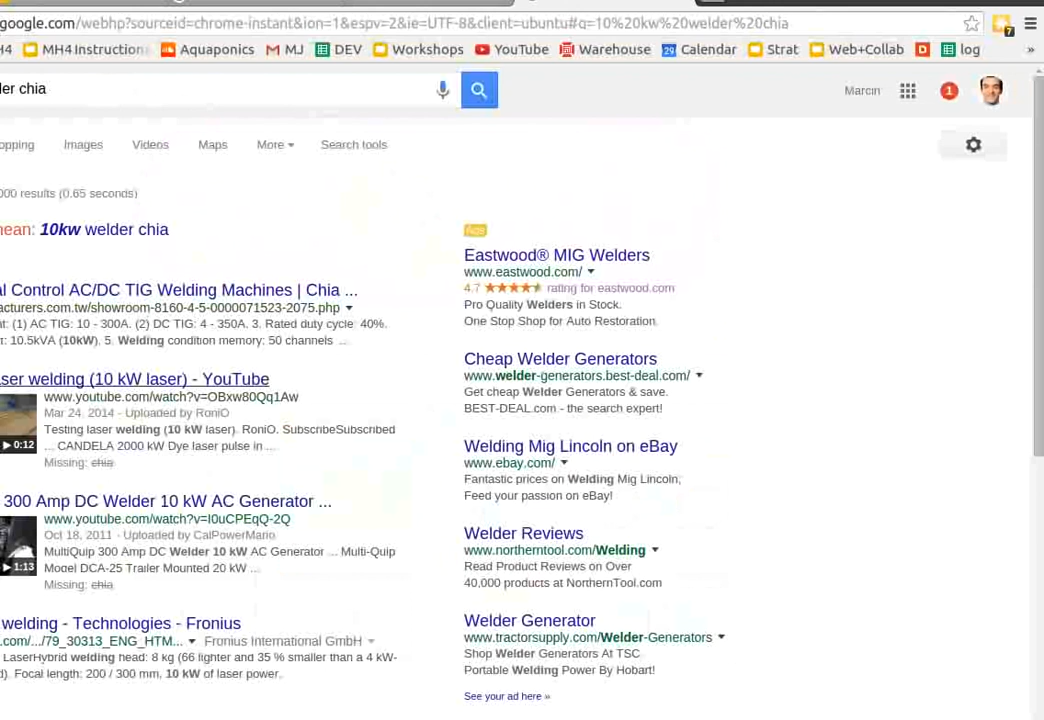 google.com/webhp?sourceid=chrome-instant&ion=1&espv=2&ie=UTF-8&client=ubuntu#q=10%20kw%20welder%20chia
H4 MH4 Instruction Aquaponics MJ DEV Workshops YouTube Warehouse Calendar Strat Web+Collab log »
der chia
Marcin 1
opping Images Videos Maps More Search tools
000 results (0.65 seconds)
nean: 10kw welder chia
al Control AC/DC TIG Welding Machines | Chia ...
acturers.com.tw/showroom-8160-4-5-0000071523-2075.php
t: (1) AC TIG: 10 - 300A. (2) DC TIG: 4 - 350A. 3. Rated duty cycle 40%.
: 10.5kVA (10kW). 5. Welding condition memory: 50 channels ...
aser welding (10 kW laser) - YouTube
www.youtube.com/watch?v=OBxw80Qq1Aw
Mar 24, 2014 - Uploaded by RoniO
Testing laser welding (10 kW laser). RoniO. SubscribeSubscribed
... CANDELA 2000 kW Dye laser pulse in ...
Missing: chia
0:12
300 Amp DC Welder 10 kW AC Generator ...
www.youtube.com/watch?v=I0uCPEqQ-2Q
Oct 18, 2011 - Uploaded by CalPowerMario
MultiQuip 300 Amp DC Welder 10 kW AC Generator ... Multi-Quip
Model DCA-25 Trailer Mounted 20 kW ...
Missing: chia
1:13
welding - Technologies - Fronius
.com/.../79_30313_ENG_HTM... Fronius International GmbH
LaserHybrid welding head: 8 kg (66 lighter and 35 % smaller than a 4 kW-
d). Focal length: 200 / 300 mm, 10 kW of laser power.
Ads
Eastwood® MIG Welders
www.eastwood.com/
4.7 ★★★★★ rating for eastwood.com
Pro Quality Welders in Stock.
One Stop Shop for Auto Restoration.
Cheap Welder Generators
www.welder-generators.best-deal.com/
Get cheap Welder Generators & save.
BEST-DEAL.com - the search expert!
Welding Mig Lincoln on eBay
www.ebay.com/
Fantastic prices on Welding Mig Lincoln,
Feed your passion on eBay!
Welder Reviews
www.northerntool.com/Welding
Read Product Reviews on Over
40,000 products at NorthernTool.com
Welder Generator
www.tractorsupply.com/Welder-Generators
Shop Welder Generators At TSC
Portable Welding Power By Hobart!
See your ad here »